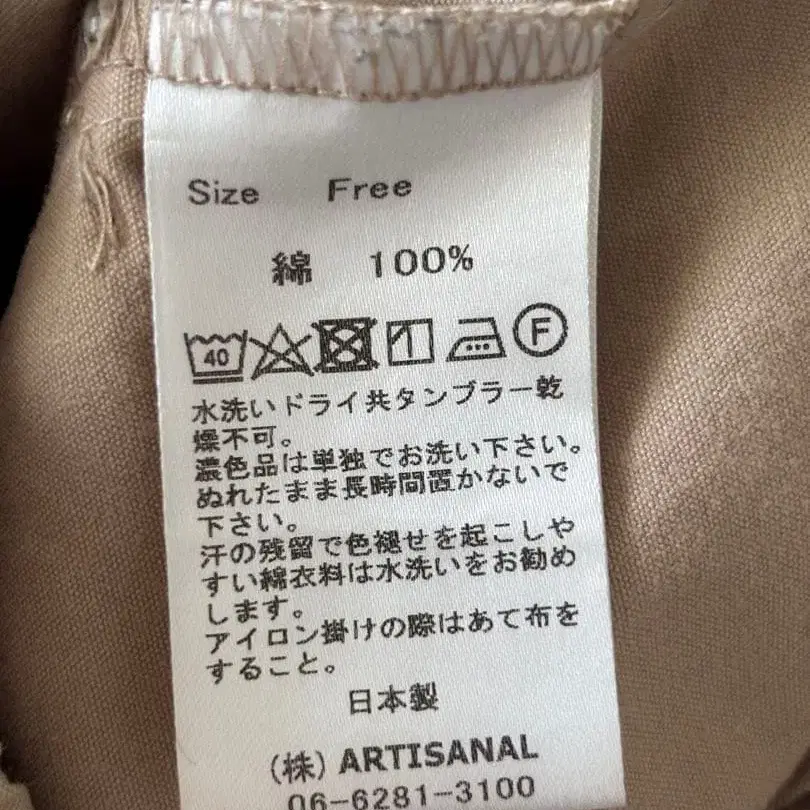 Size Free
綿 100%
40 F
水洗いドライ共タンブラー乾
燥不可。
濃色品は単独でお洗い下さい。
ぬれたまま長時間置かないで
下さい。
汗の残留で色褪せを起こしや
すい綿衣料は水洗いをお勧め
します。
アイロン掛けの際はあて布を
すること。
日本製
(株) ARTISANAL
06-6281-3100